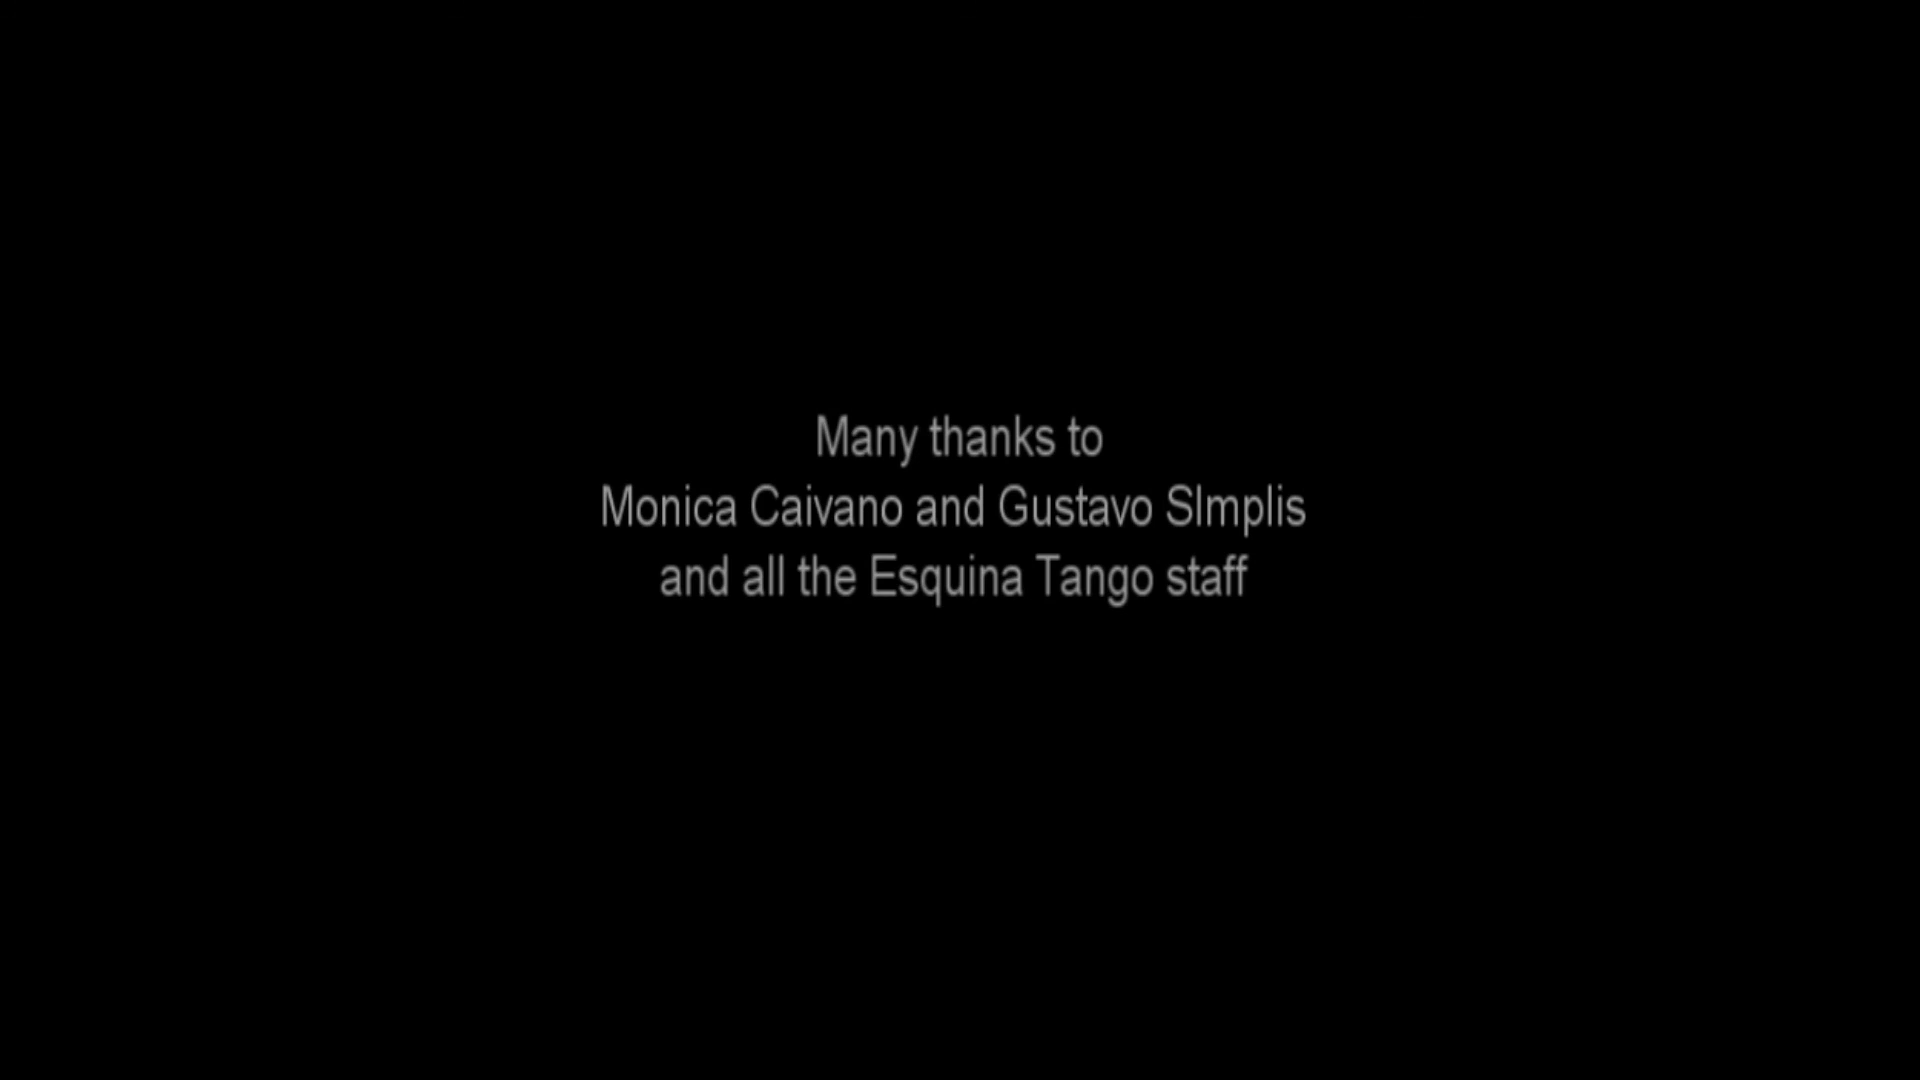 Many thanks to
Monica Caivano and Gustavo SImplis
and all the Esquina Tango staff